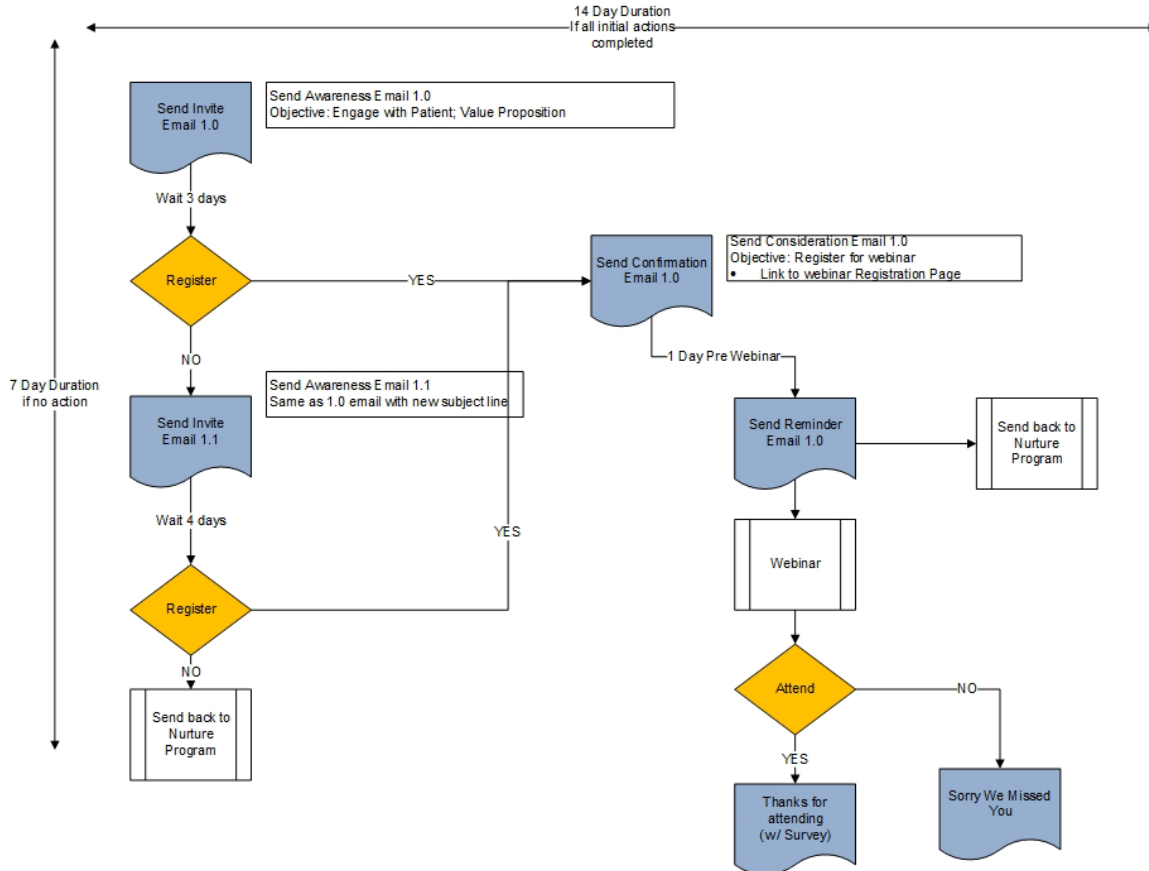 14 Day Duration
If all initial actions
completed
Send Invite
Email 1.0
Send Awareness Email 1.0
Objective: Engage with Patient; Value Proposition
Wait 3 days
Register
YES
Send Confirmation
Email 1.0
Send Consideration Email 1.0
Objective: Register for webinar
• Link to webinar Registration Page
NO
1 Day Pre Webinar
7 Day Duration
if no action
Send Invite
Email 1.1
Send Awareness Email 1.1
Same as 1.0 email with new subject line
Send Reminder
Email 1.0
Send back to
Nurture
Program
Wait 4 days
YES
Webinar
Register
NO
Send back to
Nurture
Program
Attend
NO
YES
Thanks for
attending
(w/ Survey)
Sorry We Missed
You